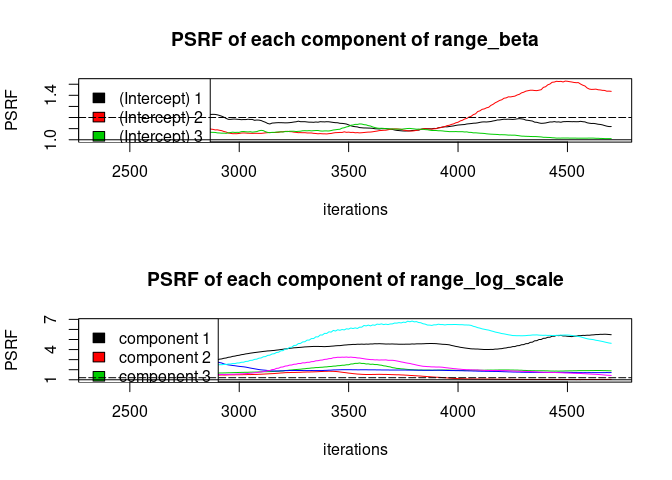 PSRF of each component of range_beta
PSRF
1.0
1.4
(Intercept) 1
(Intercept) 2
(Intercept) 3
2500
3000
3500
4000
4500
iterations
PSRF of each component of range_log_scale
PSRF
1
4
7
component 1
component 2
component 3
2500
3000
3500
4000
4500
iterations